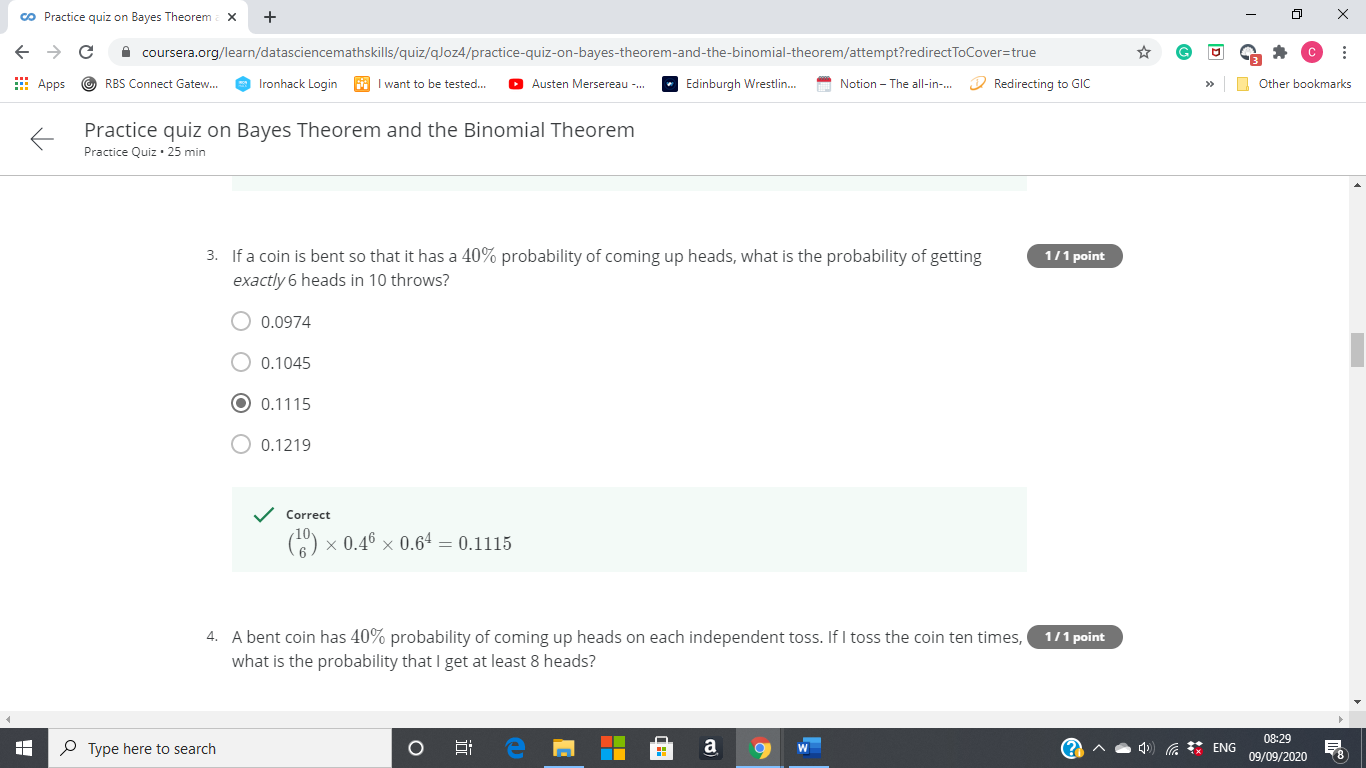 Practice quiz on Bayes Theorem a
coursera.org/learn/datasciencemathskills/quiz/qJoz4/practice-quiz-on-bayes-theorem-and-the-binomial-theorem/attempt?redirectToCover=true
3
C
Apps RBS Connect Gatew... Ironhack Login I want to be tested... Austen Mersereau -... Edinburgh Wrestlin... Notion – The all-in-... Redirecting to GIC » Other bookmarks
Practice quiz on Bayes Theorem and the Binomial Theorem
Practice Quiz • 25 min
3. If a coin is bent so that it has a 40% probability of coming up heads, what is the probability of getting 1 / 1 point
exactly 6 heads in 10 throws?
0.0974
0.1045
0.1115
0.1219
Correct
(10 6) × 0.4⁶ × 0.6⁴ = 0.1115
4. A bent coin has 40% probability of coming up heads on each independent toss. If I toss the coin ten times, 1 / 1 point
what is the probability that I get at least 8 heads?
Type here to search
ENG
08:29
09/09/2020
8